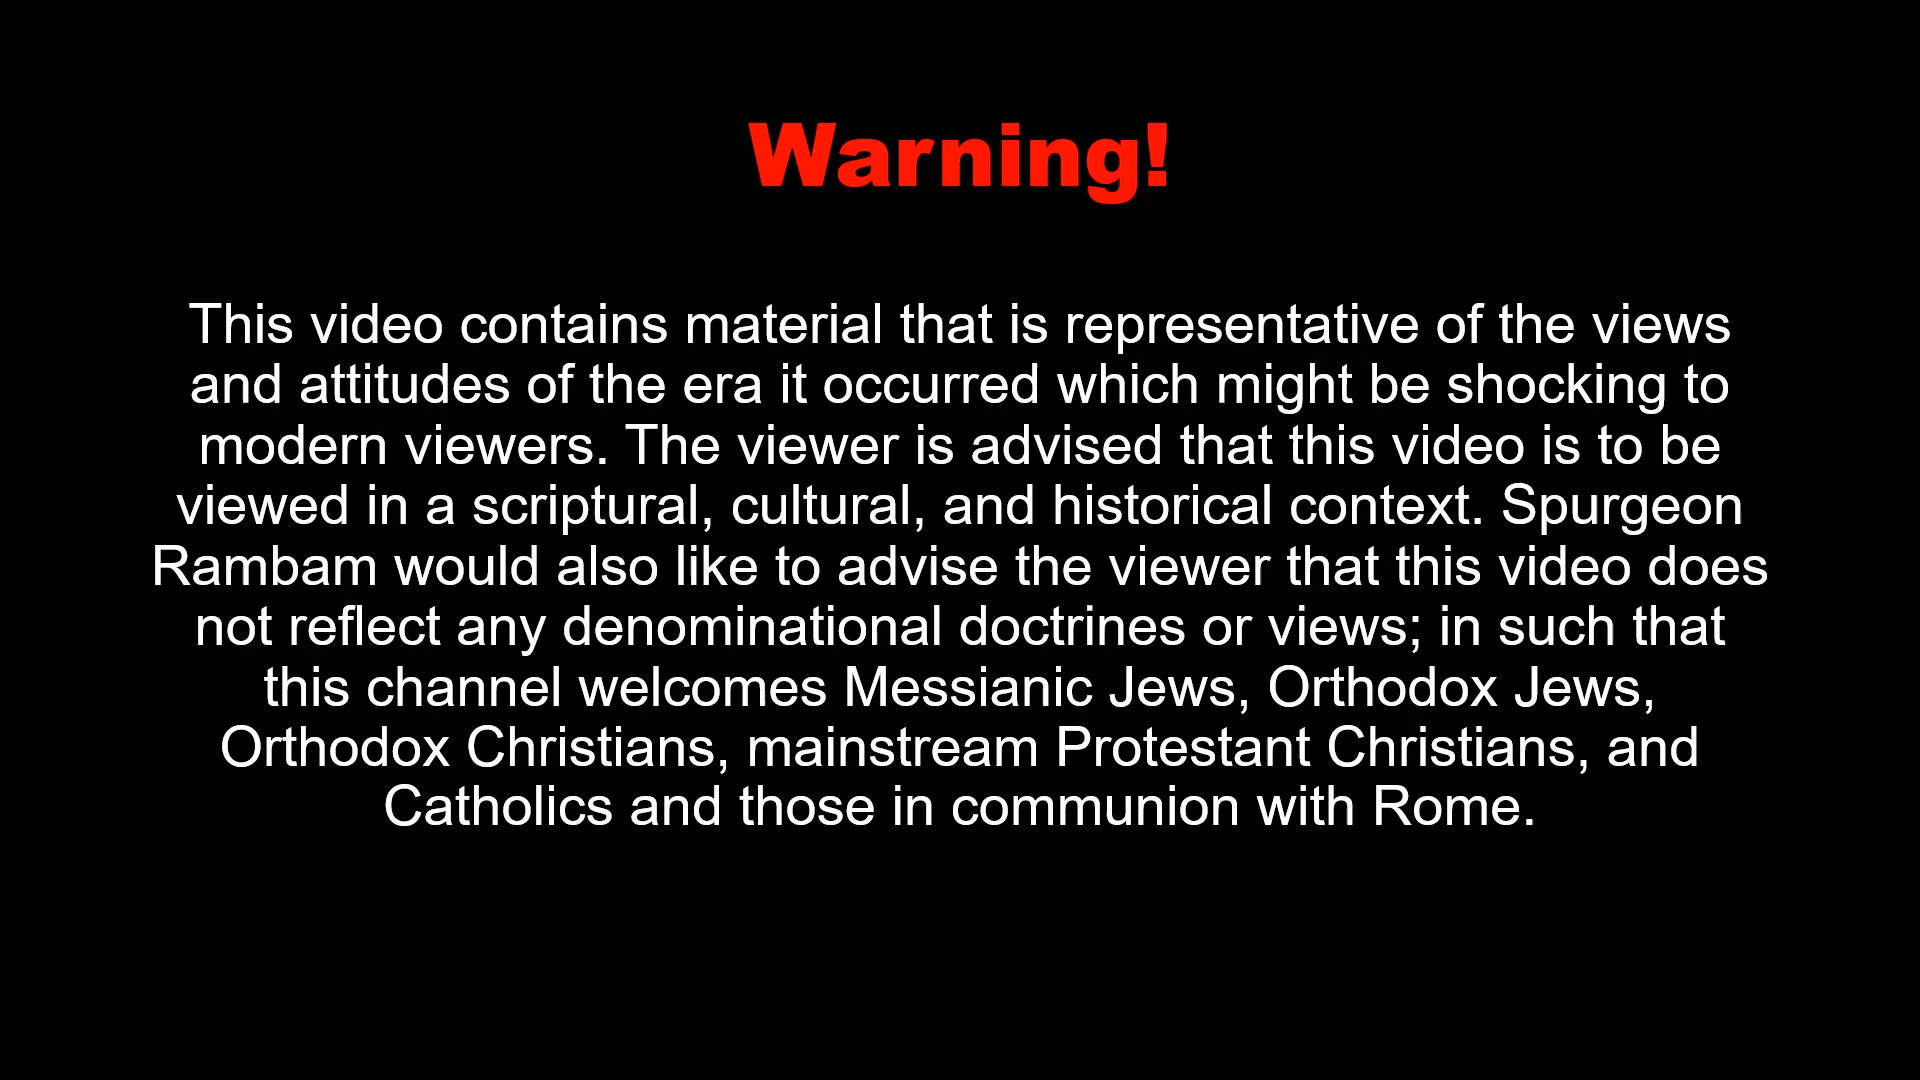 Warning!
This video contains material that is representative of the views
and attitudes of the era it occurred which might be shocking to
modern viewers. The viewer is advised that this video is to be
viewed in a scriptural, cultural, and historical context. Spurgeon
Rambam would also like to advise the viewer that this video does
not reflect any denominational doctrines or views; in such that
this channel welcomes Messianic Jews, Orthodox Jews,
Orthodox Christians, mainstream Protestant Christians, and
Catholics and those in communion with Rome.